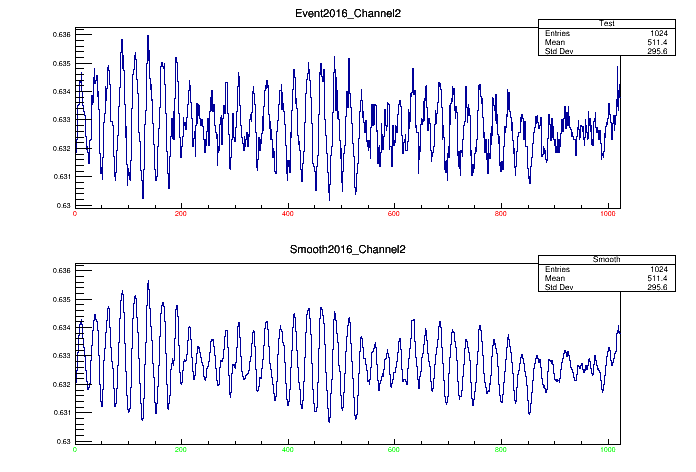 Event2016_Channel2
Test
Entries 1024
Mean 511.4
Std Dev 295.6
0.636
0.635
0.634
0.633
0.632
0.631
0.63
0 200 400 600 800 1000
Smooth2016_Channel2
Smooth
Entries 1024
Mean 511.4
Std Dev 295.6
0.636
0.635
0.634
0.633
0.632
0.631
0.63
0 200 400 600 800 1000